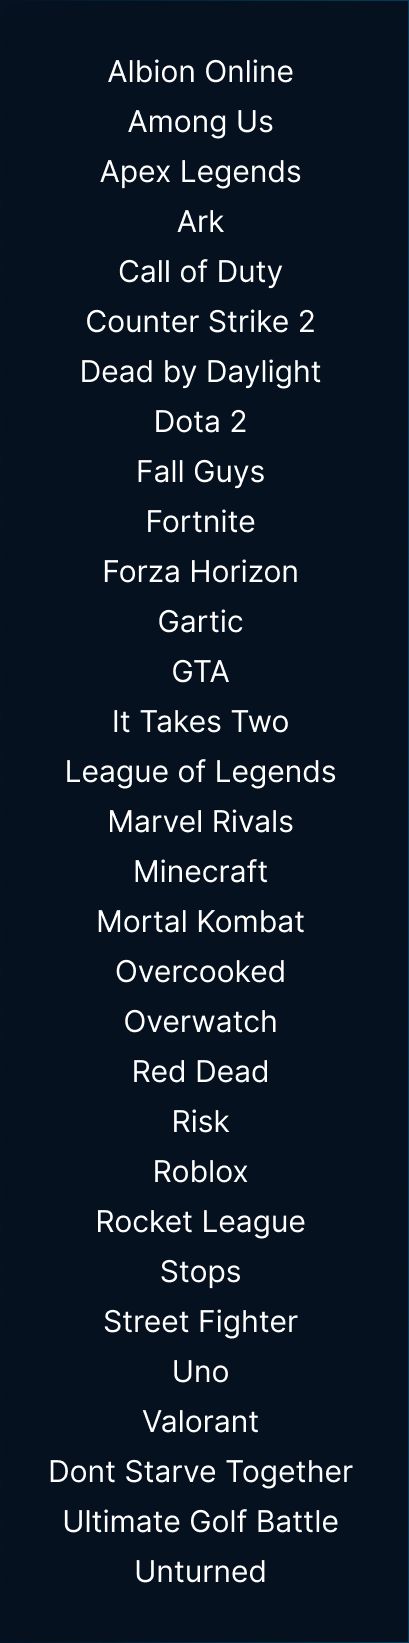 Albion Online
Among Us
Apex Legends
Ark
Call of Duty
Counter Strike 2
Dead by Daylight
Dota 2
Fall Guys
Fortnite
Forza Horizon
Gartic
GTA
It Takes Two
League of Legends
Marvel Rivals
Minecraft
Mortal Kombat
Overcooked
Overwatch
Red Dead
Risk
Roblox
Rocket League
Stops
Street Fighter
Uno
Valorant
Dont Starve Together
Ultimate Golf Battle
Unturned